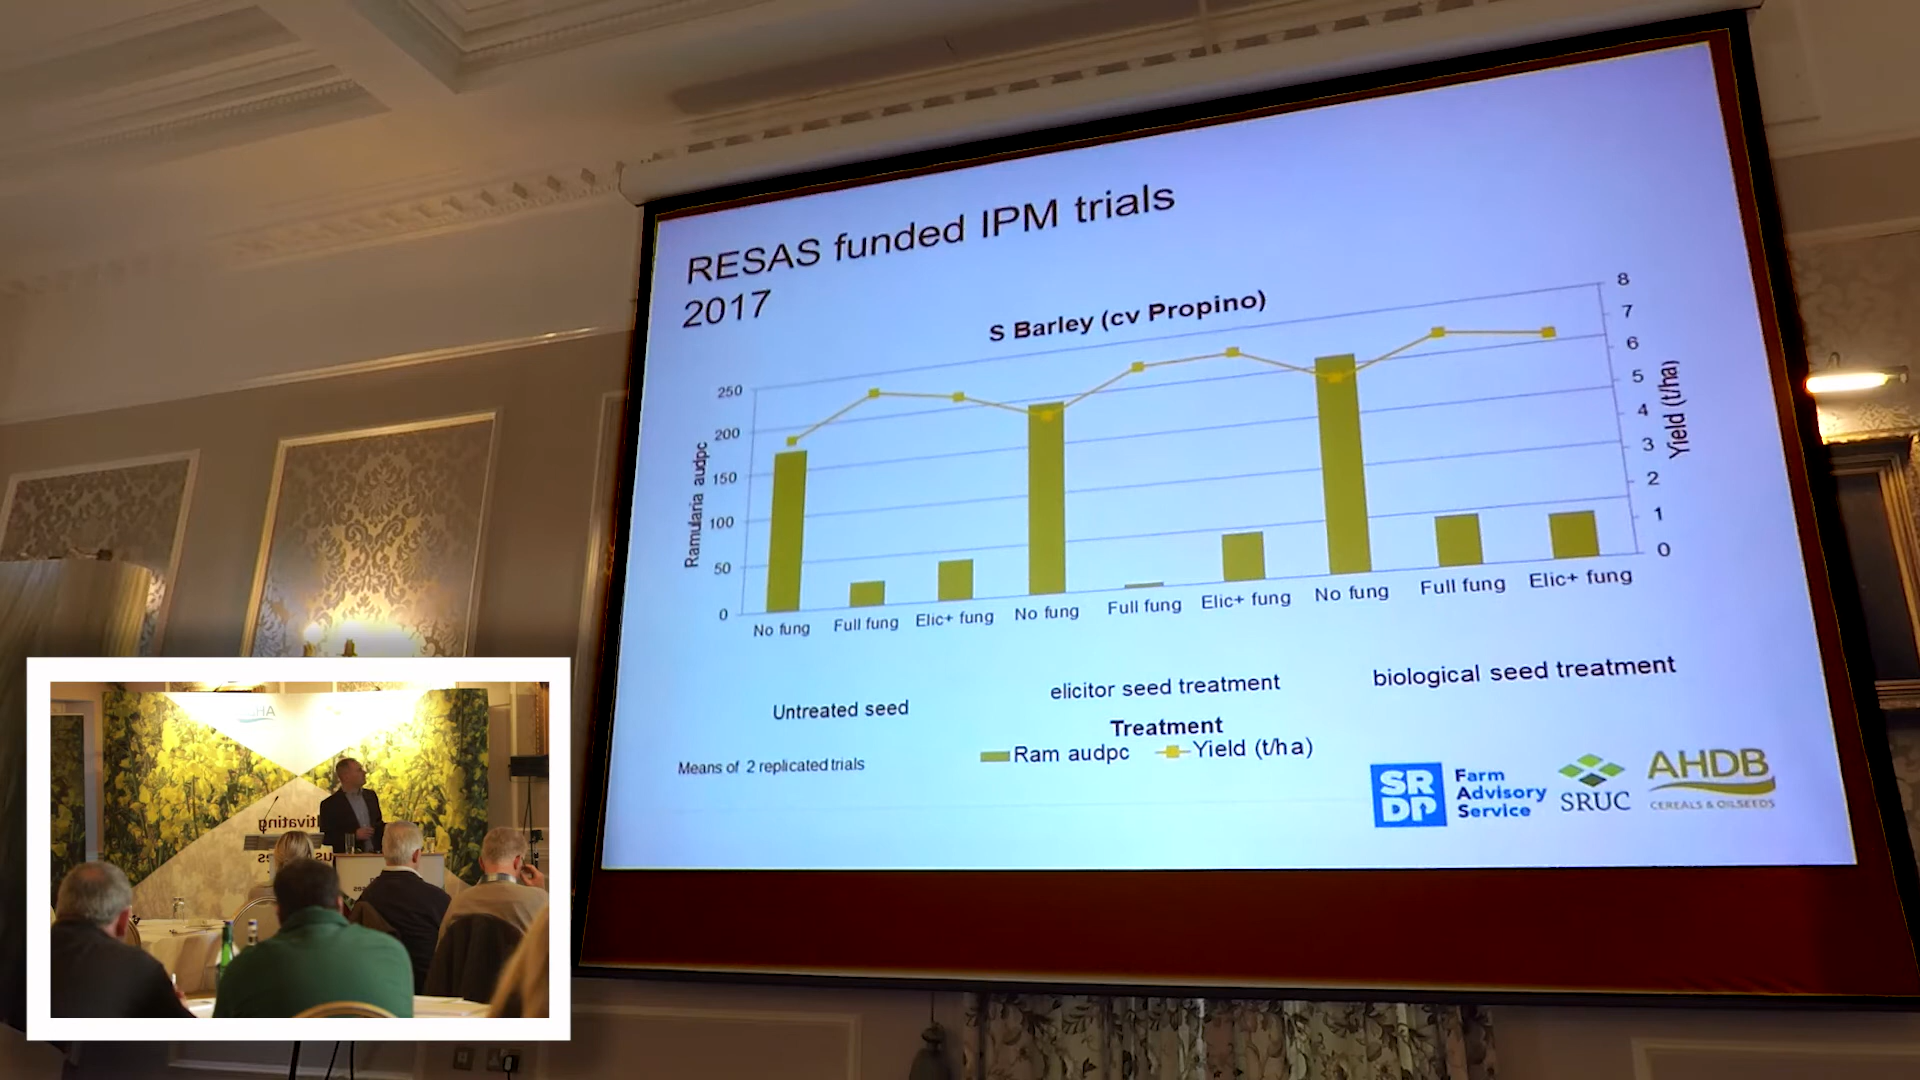 RESAS funded IPM trials
2017
S Barley (cv Propino)
250
200
150
100
50
0
Ramularia audpc
8
7
6
5
4
3
2
1
0
Yield (t/ha)
No fung Full fung Elic+ fung No fung Full fung Elic+ fung No fung Full fung Elic+ fung
Untreated seed elicitor seed treatment biological seed treatment
Treatment
Ram audpc Yield (t/ha)
Means of 2 replicated trials
SR
DP
Farm
Advisory
Service
SRUC
AHDB
CEREALS & OILSEEDS